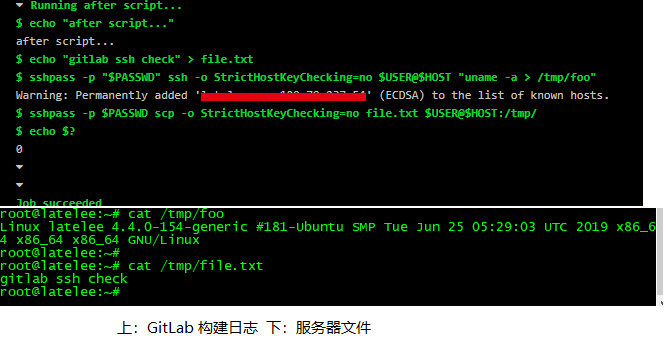 Running after script...
$ echo "after script..."
after script...
$ echo "gitlab ssh check" > file.txt
$ sshpass -p "$PASSWD" ssh -o StrictHostKeyChecking=no $USER@$HOST "uname -a > /tmp/foo"
Warning: Permanently added ' ' (ECDSA) to the list of known hosts.
$ sshpass -p $PASSWD scp -o StrictHostKeyChecking=no file.txt $USER@$HOST:/tmp/
$ echo $?
0
Job succeeded
root@latelee:~# cat /tmp/foo
Linux latelee 4.4.0-154-generic #181-Ubuntu SMP Tue Jun 25 05:29:03 UTC 2019 x86_6
4 x86_64 x86_64 GNU/Linux
root@latelee:~#
root@latelee:~# cat /tmp/file.txt
gitlab ssh check
root@latelee:~#
上：GitLab 构建日志 下：服务器文件